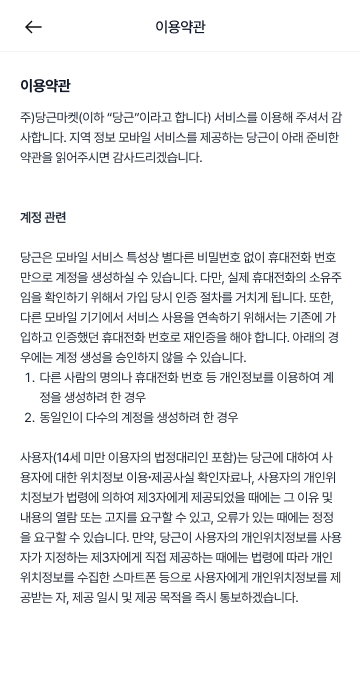 이용약관
이용약관
주)당근마켓(이하 “당근”이라고 합니다) 서비스를 이용해 주셔서 감
사합니다. 지역 정보 모바일 서비스를 제공하는 당근이 아래 준비한
약관을 읽어주시면 감사드리겠습니다.
계정 관련
당근은 모바일 서비스 특성상 별다른 비밀번호 없이 휴대전화 번호
만으로 계정을 생성하실 수 있습니다. 다만, 실제 휴대전화의 소유주
임을 확인하기 위해서 가입 당시 인증 절차를 거치게 됩니다. 또한,
다른 모바일 기기에서 서비스 사용을 연속하기 위해서는 기존에 가
입하고 인증했던 휴대전화 번호로 재인증을 해야 합니다. 아래의 경
우에는 계정 생성을 승인하지 않을 수 있습니다.
1. 다른 사람의 명의나 휴대전화 번호 등 개인정보를 이용하여 계
정을 생성하려 한 경우
2. 동일인이 다수의 계정을 생성하려 한 경우
사용자(14세 미만 이용자의 법정대리인 포함)는 당근에 대하여 사
용자에 대한 위치정보 이용•제공사실 확인자료나, 사용자의 개인위
치정보가 법령에 의하여 제3자에게 제공되었을 때에는 그 이유 및
내용의 열람 또는 고지를 요구할 수 있고, 오류가 있는 때에는 정정
을 요구할 수 있습니다. 만약, 당근이 사용자의 개인위치정보를 사용
자가 지정하는 제3자에게 직접 제공하는 때에는 법령에 따라 개인
위치정보를 수집한 스마트폰 등으로 사용자에게 개인위치정보를 제
공받는 자, 제공 일시 및 제공 목적을 즉시 통보하겠습니다.